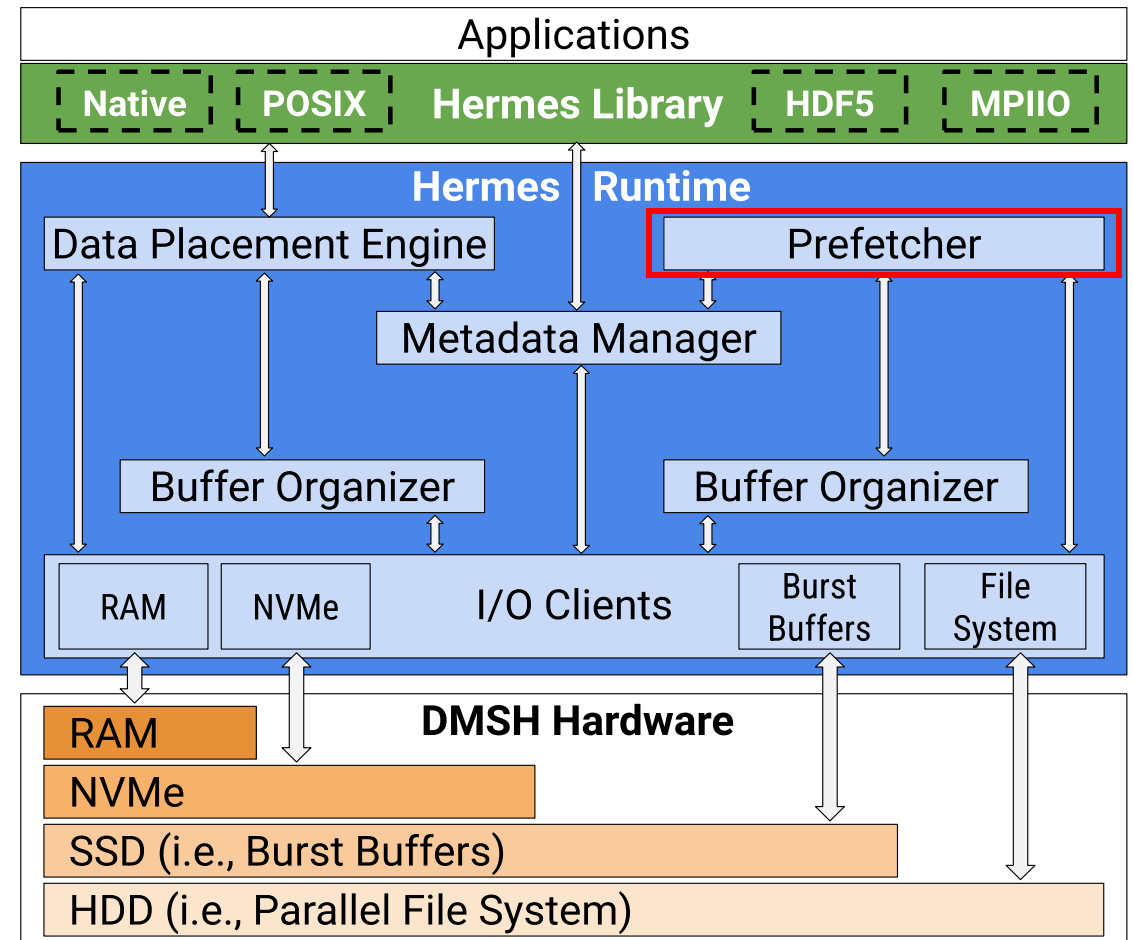 Applications
Native POSIX Hermes Library HDF5 MPIIO
Hermes Runtime
Data Placement Engine
Prefetcher
Metadata Manager
Buffer Organizer
Buffer Organizer
RAM
NVMe
I/O Clients
Burst
Buffers
File
System
DMSH Hardware
RAM
NVMe
SSD (i.e., Burst Buffers)
HDD (i.e., Parallel File System)